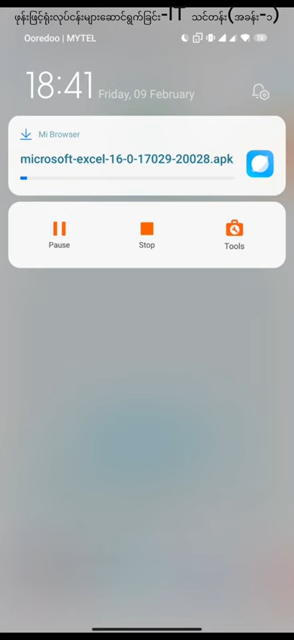 ဖုန်းဖြင့်ရုံးလုပ်ငန်းများဆောင်ရွက်ခြင်း-IT သင်တန်း(အခန်း-၁)
Ooredoo | MYTEL
18:41 Friday, 09 February
Mi Browser
microsoft-excel-16-0-17029-20028.apk
Pause Stop Tools